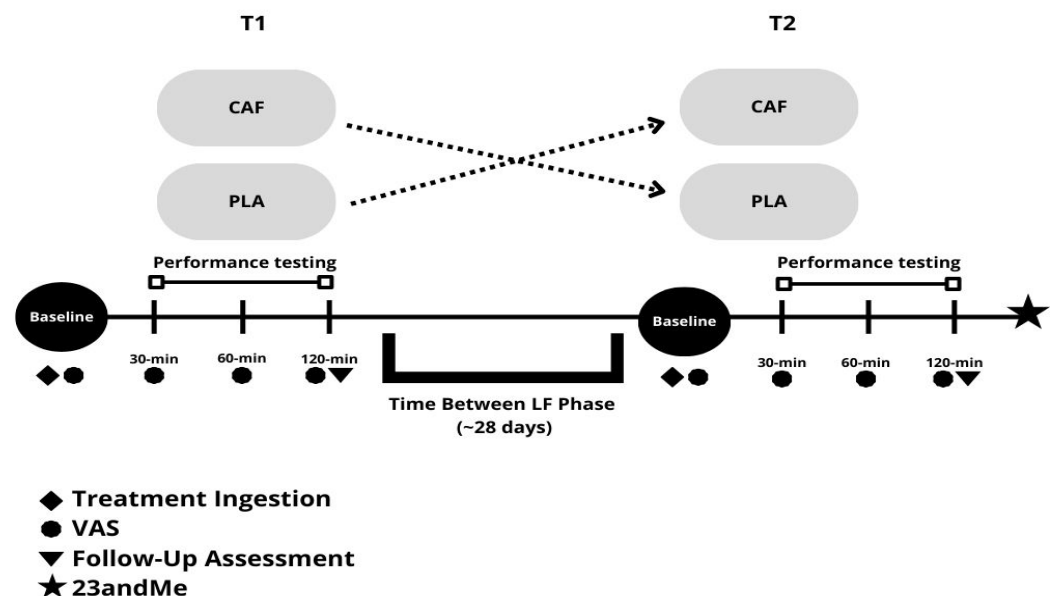 T1
T2
CAF
CAF
PLA
PLA
Performance testing
Performance testing
Baseline
Baseline
30-min
60-min
120-min
30-min
60-min
120-min
Time Between LF Phase
(~28 days)
Treatment Ingestion
VAS
Follow-Up Assessment
23andMe